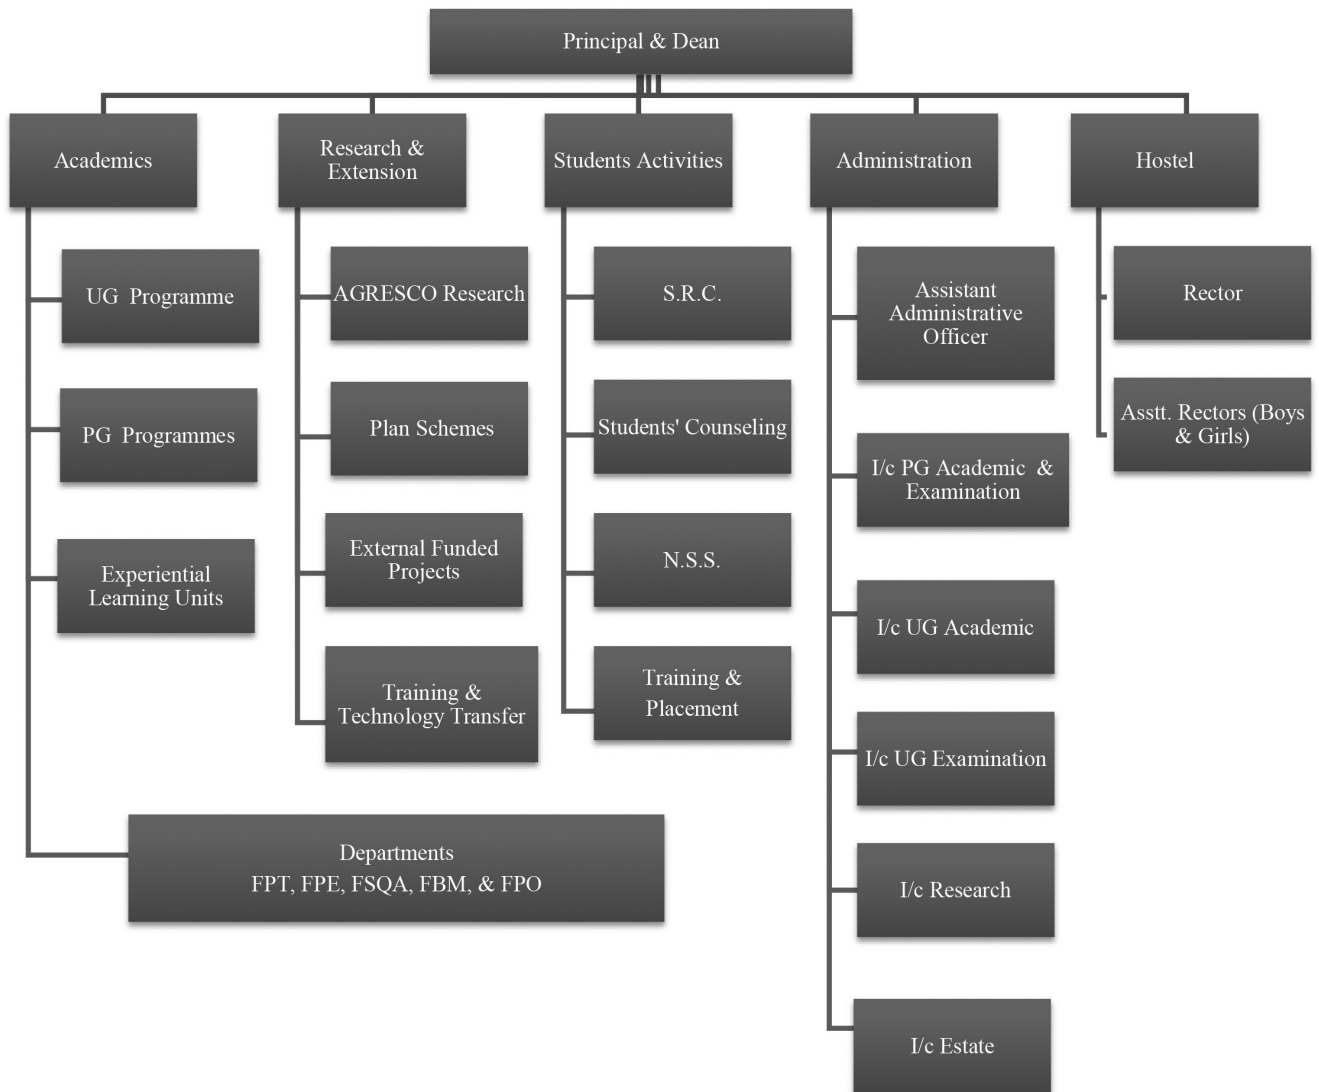 Principal & Dean
Academics
Research &
Extension
Students Activities
Administration
Hostel
UG Programme
PG Programmes
Experiential
Learning Units
Departments
FPT, FPE, FSQA, FBM, & FPO
AGRESCO Research
Plan Schemes
External Funded
Projects
Training &
Technology Transfer
S.R.C.
Students' Counseling
N.S.S.
Training &
Placement
Assistant
Administrative
Officer
I/c PG Academic &
Examination
I/c UG Academic
I/c UG Examination
I/c Research
I/c Estate
Rector
Asstt. Rectors (Boys
& Girls)